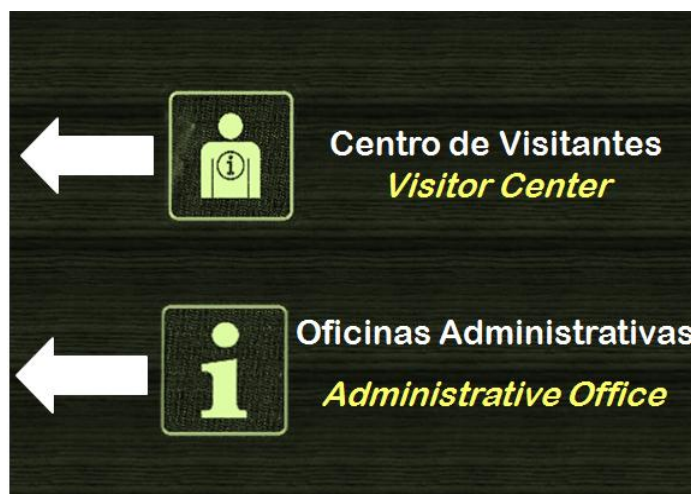 Centro de Visitantes
Visitor Center
Oficinas Administrativas
Administrative Office